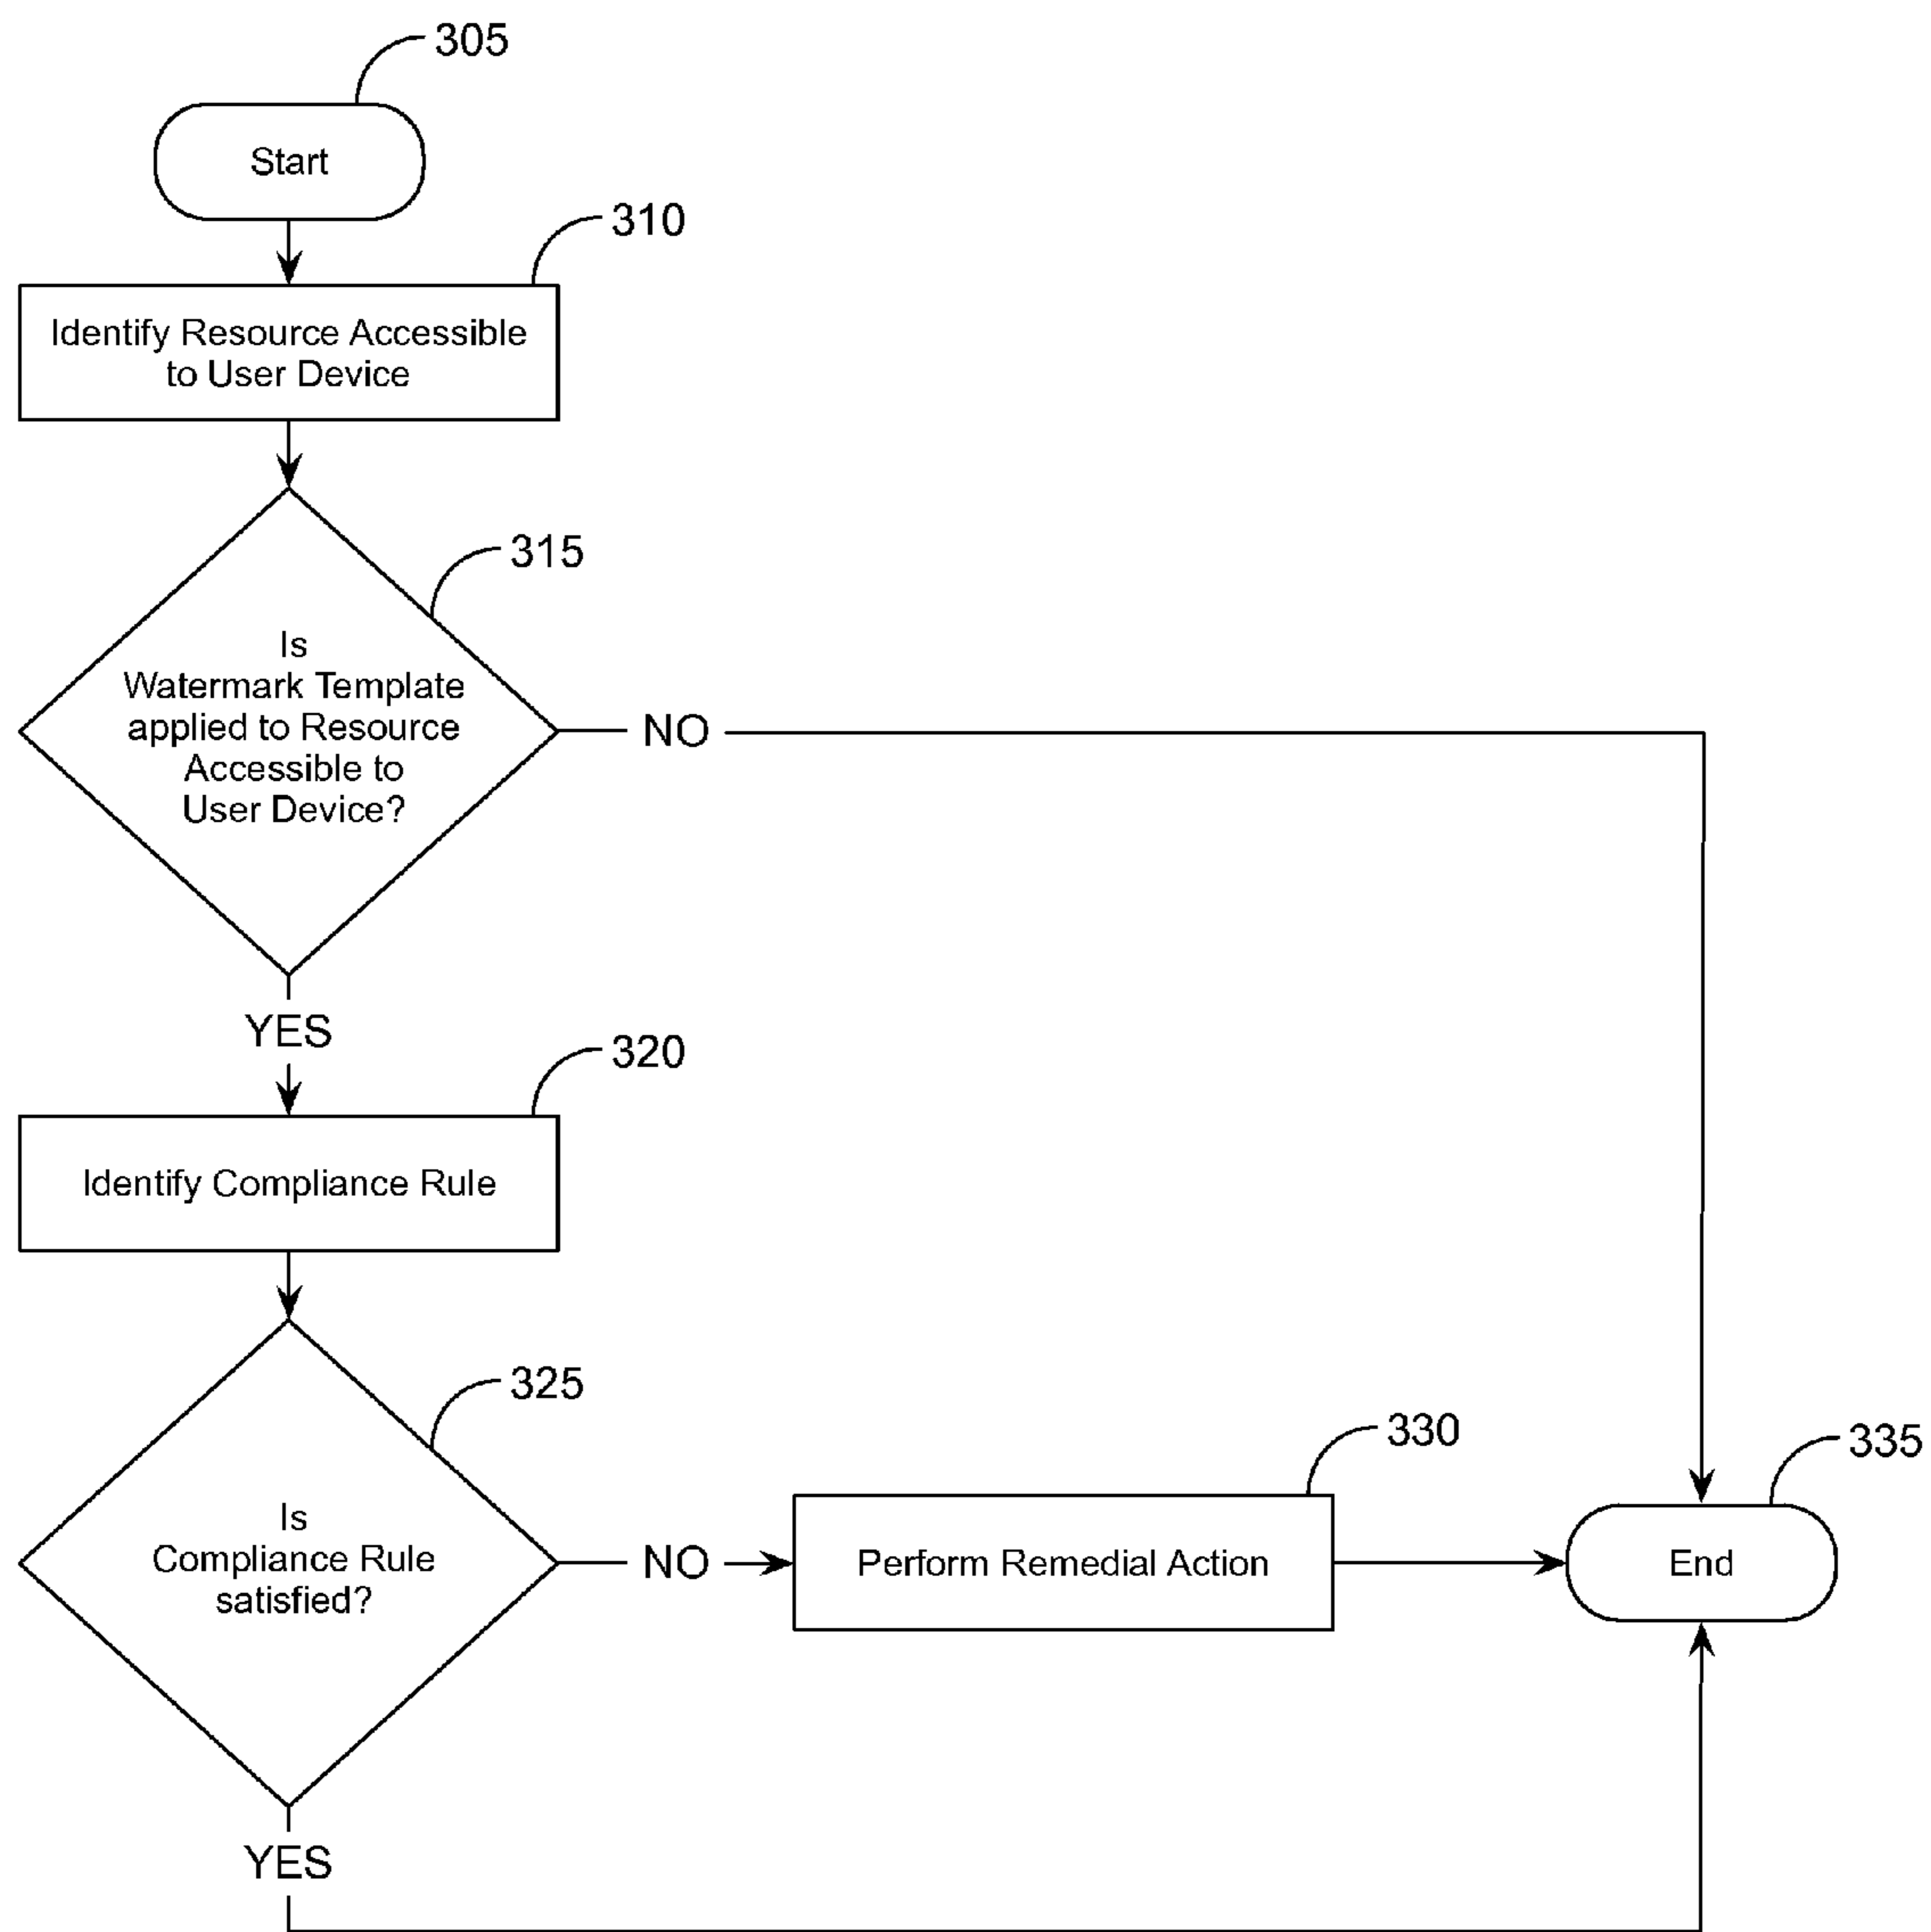 305
Start
310
Identify Resource Accessible
to User Device
315
Is
Watermark Template
applied to Resource
Accessible to
User Device?
NO
YES
320
Identify Compliance Rule
325
Is
Compliance Rule
satisfied?
NO
330
Perform Remedial Action
335
End
YES